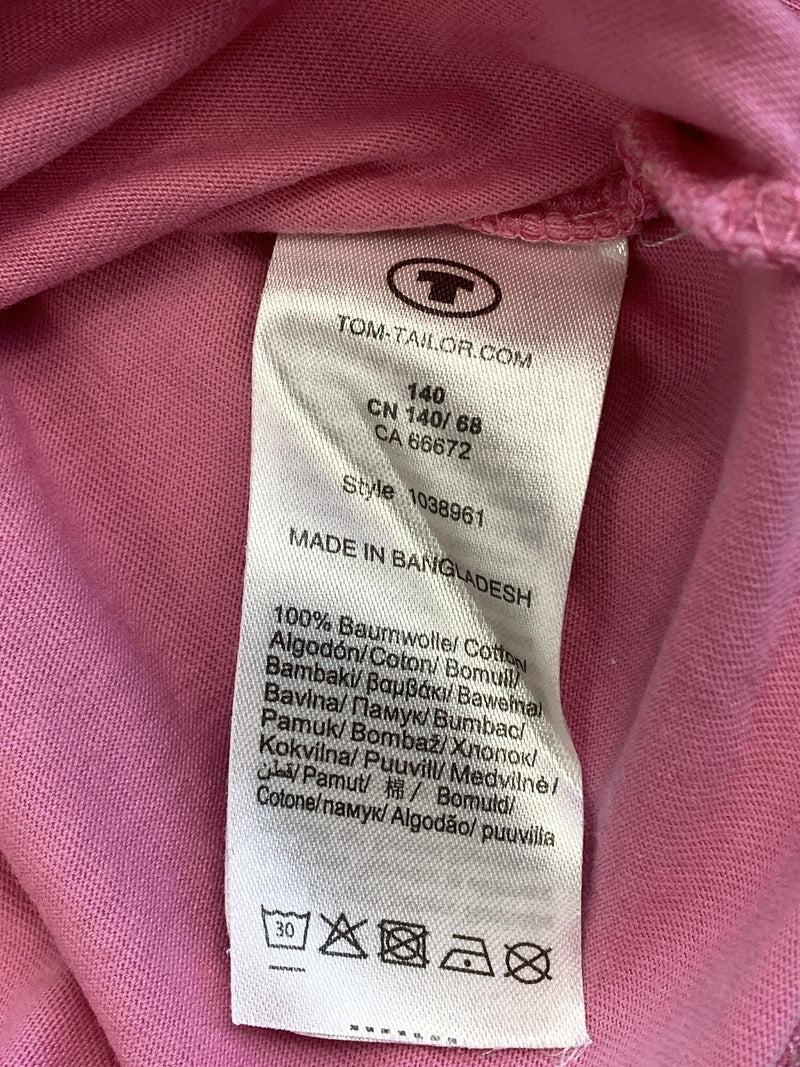 T
TOM-TAILOR.COM
140
CN 140/ 68
CA 66672
Style 1038961
MADE IN BANGLADESH
100% Baumwolle/ Cotton
Algodón/Coton/ Bomull/
Bambaki/ βαμβάκι/ Bawełna/
Bavlna/ Памук/ Bumbac/
Pamuk/ Bombaž/ Хлопок/
Kokvilna/ Puuvill/ Medvilnė/
قطن/Pamut/ 棉/ Bomuld/
Cotone/памук/ Algodão/ puuvilla
30